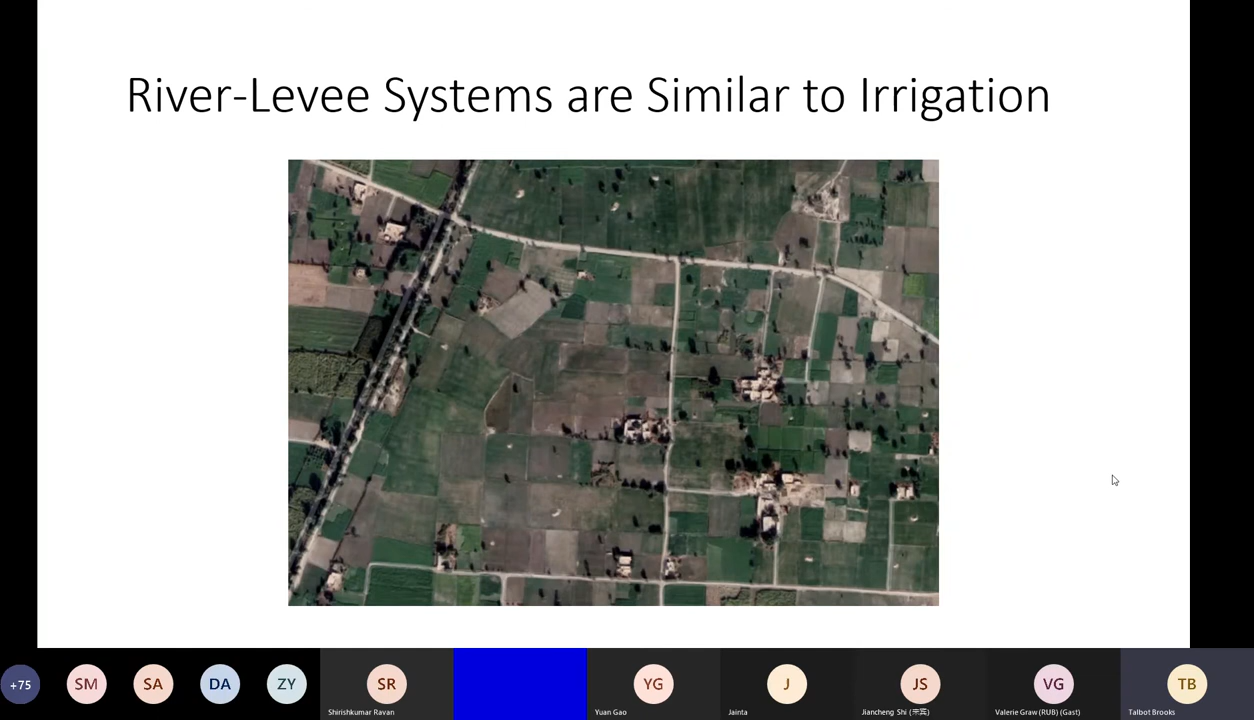 River-Levee Systems are Similar to Irrigation
+75
SM
SA
DA
ZY
SR
YG
J
JS
VG
TB
Shirishkumar Ravan
Yuan Gao
Jainta
Jiancheng Shi
Valerie Graw (RUB) (Gast)
Talbot Brooks